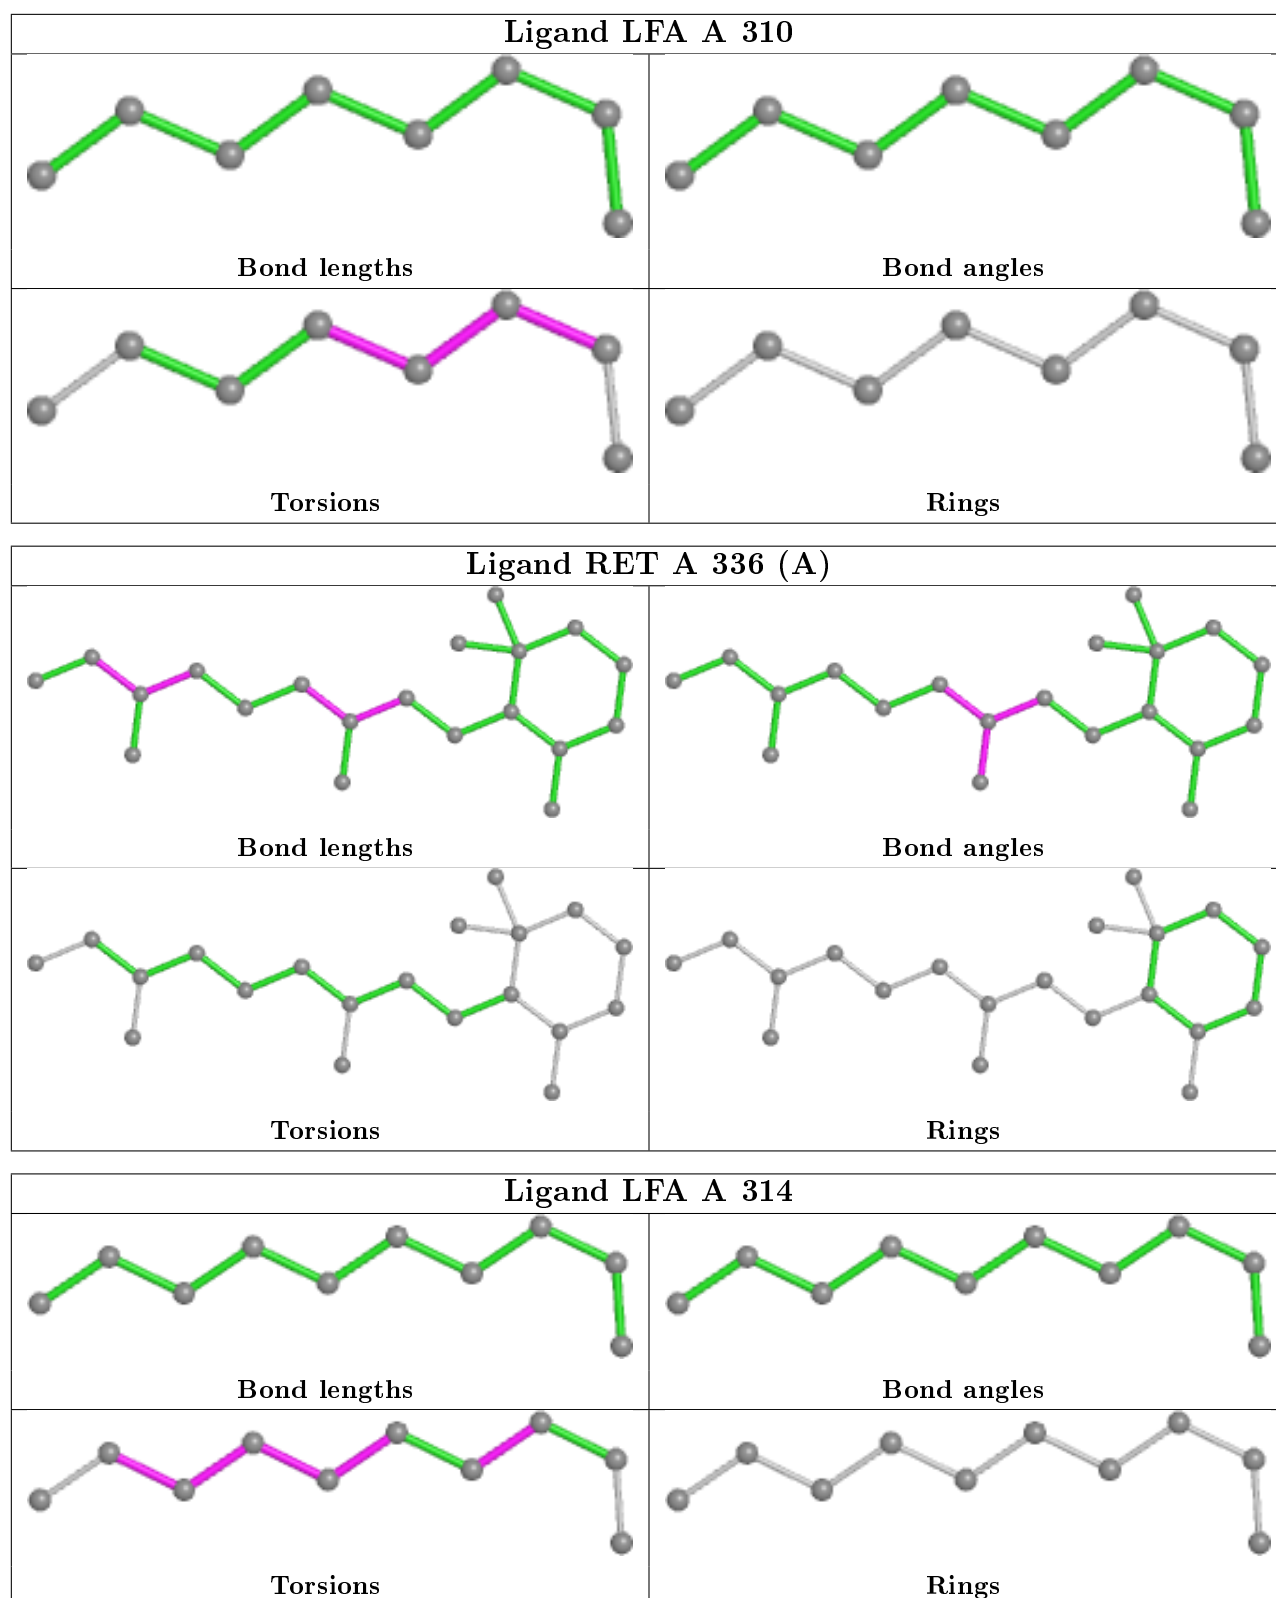 Ligand LFA A 310
Bond lengths
Bond angles
Torsions
Rings
Ligand RET A 336 (A)
Bond lengths
Bond angles
Torsions
Rings
Ligand LFA A 314
Bond lengths
Bond angles
Torsions
Rings